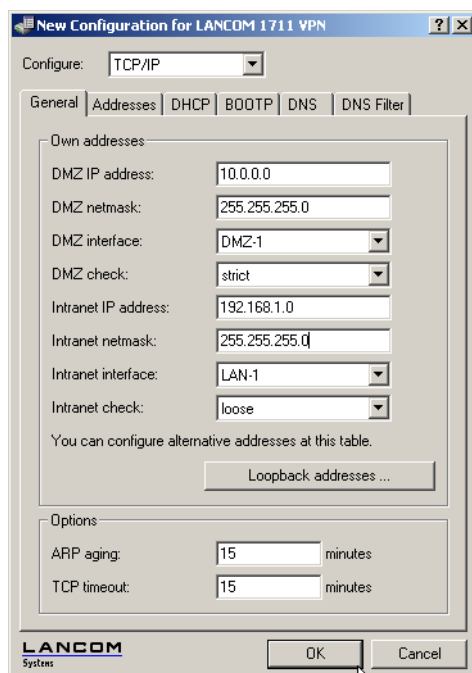 New Configuration for LANCOM 1711 VPN
Configure: TCP/IP
General Addresses DHCP BOOTP DNS DNS Filter
Own addresses
DMZ IP address: 10.0.0.0
DMZ netmask: 255.255.255.0
DMZ interface: DMZ-1
DMZ check: strict
Intranet IP address: 192.168.1.0
Intranet netmask: 255.255.255.0
Intranet interface: LAN-1
Intranet check: loose
You can configure alternative addresses at this table.
Loopback addresses ...
Options
ARP aging: 15 minutes
TCP timeout: 15 minutes
LANCOM
Systems
OK Cancel